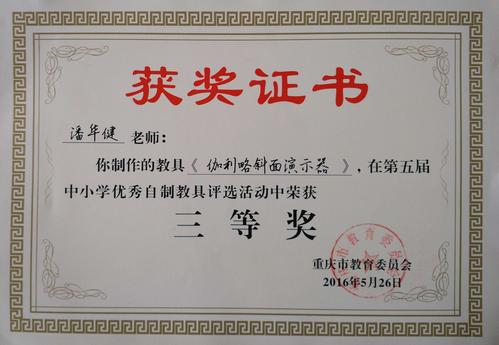 获奖证书
潘华健 老师：
你制作的教具《 伽利略斜面演示器 》，在第五届
中小学优秀自制教具评选活动中荣获
三等奖
重庆市教育委员会
2016年5月26日